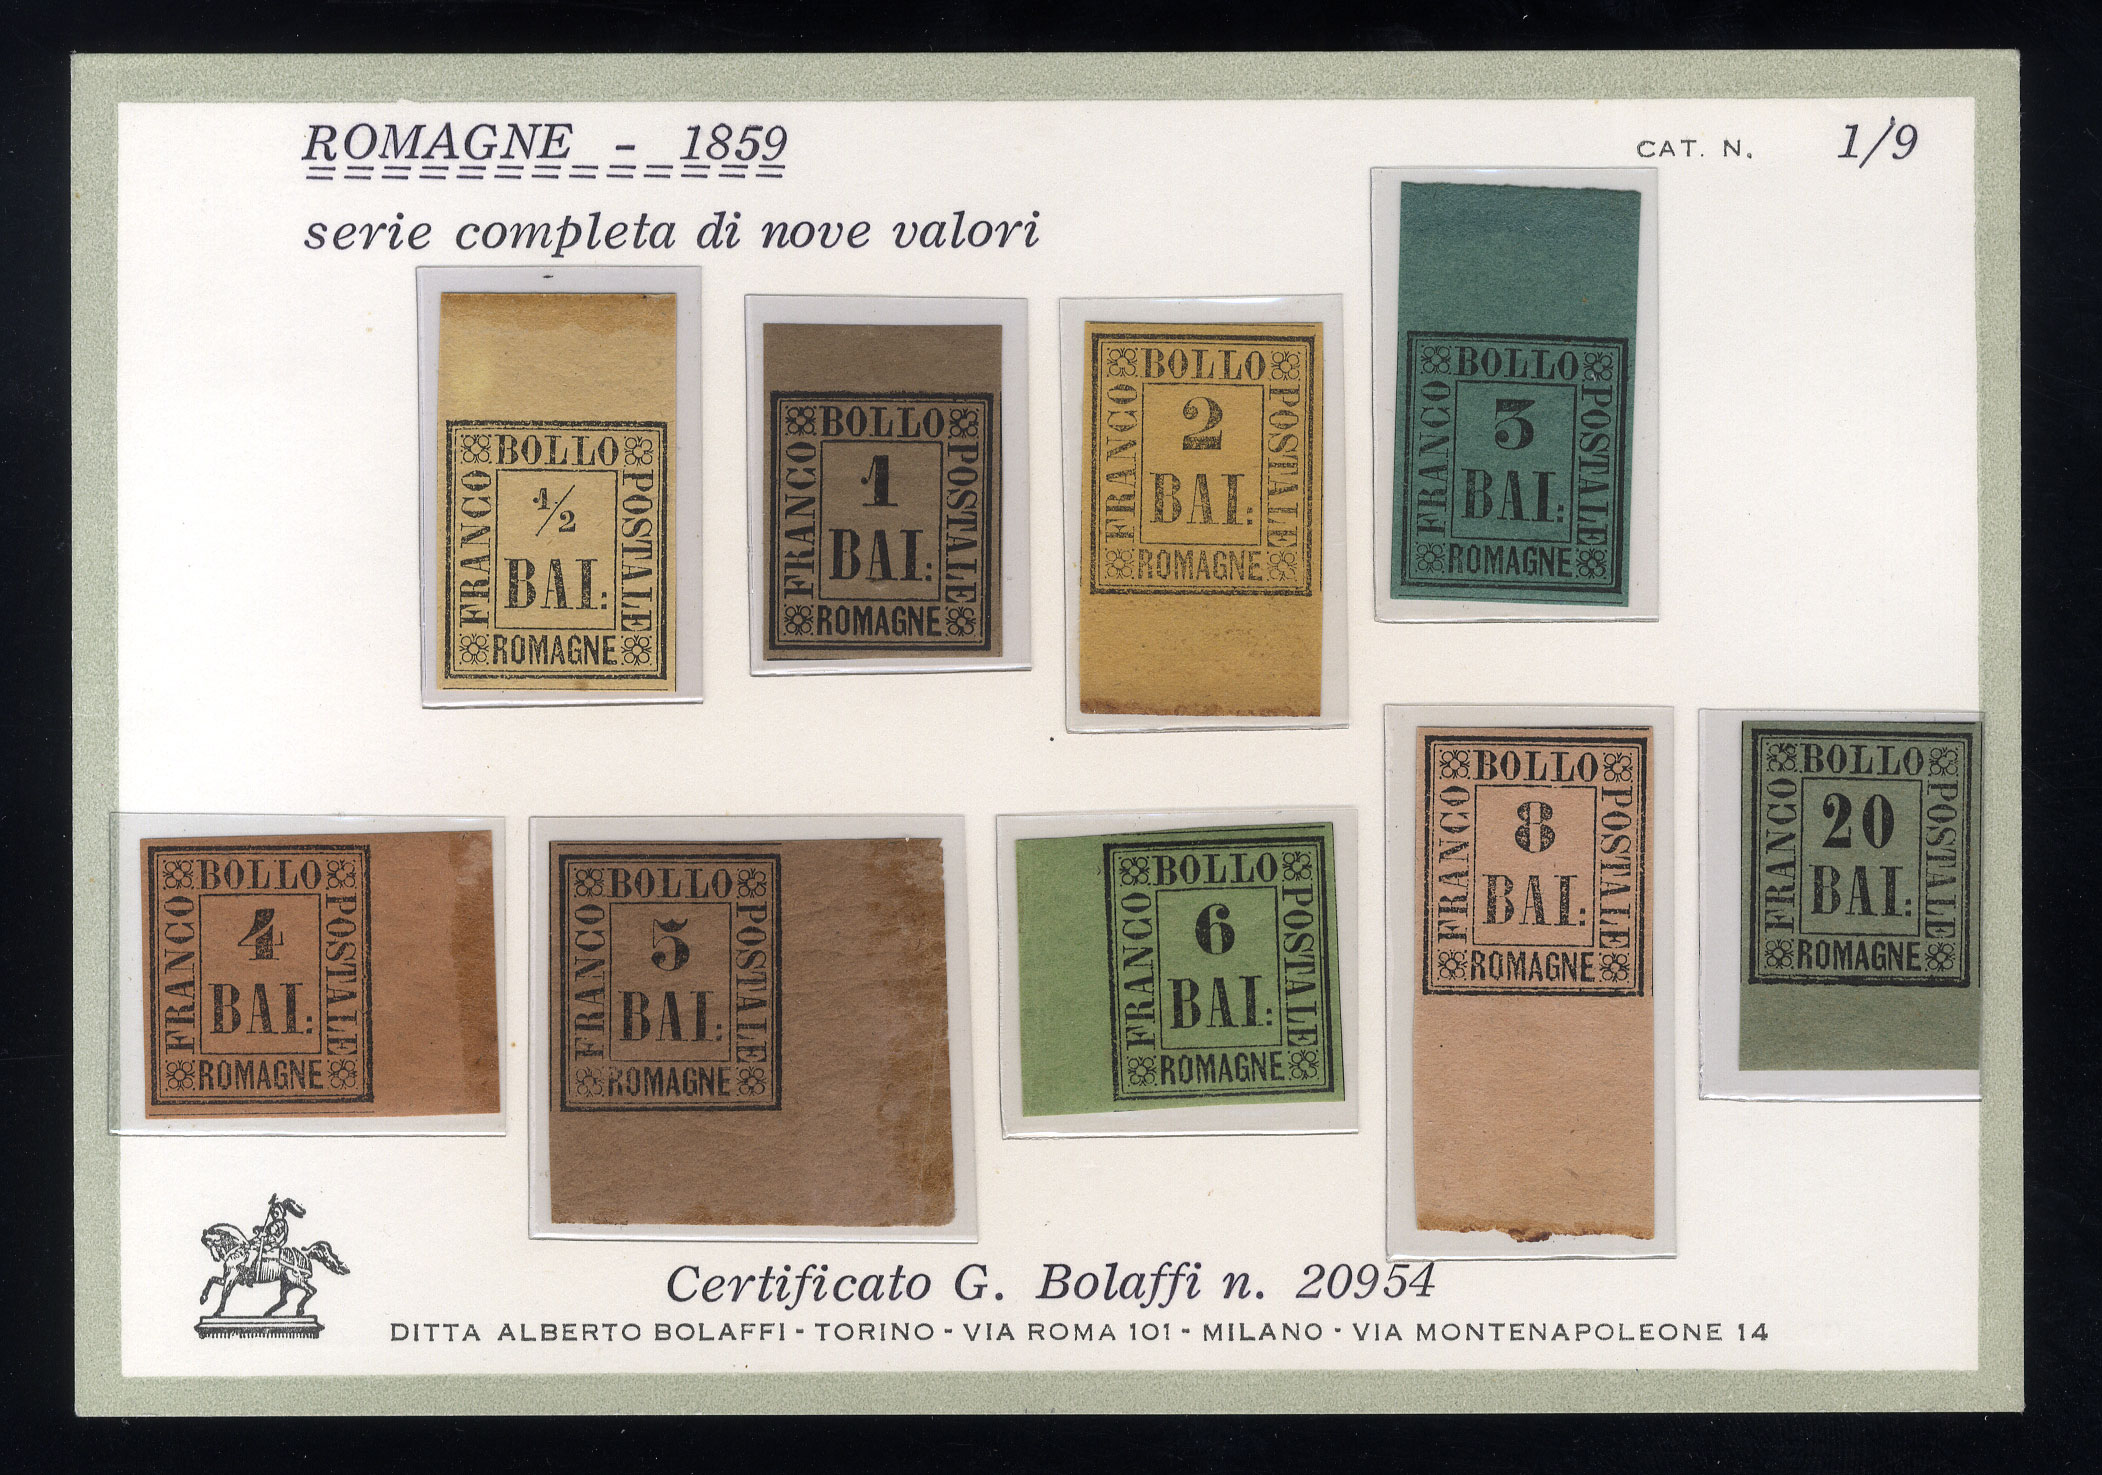 ROMAGNE - 1859
CAT. N. 1/9
serie completa di nove valori
BOLLO
FRANCO
1/2
BAI:
POSTALE
ROMAGNE
BOLLO
FRANCO
1
BAI:
POSTALE
ROMAGNE
BOLLO
FRANCO
2
BAI:
POSTALE
ROMAGNE
BOLLO
FRANCO
3
BAI:
POSTALE
ROMAGNE
BOLLO
FRANCO
4
BAI:
POSTALE
ROMAGNE
BOLLO
FRANCO
5
BAI:
POSTALE
ROMAGNE
BOLLO
FRANCO
6
BAI:
POSTALE
ROMAGNE
BOLLO
FRANCO
8
BAI:
POSTALE
ROMAGNE
BOLLO
FRANCO
20
BAI:
POSTALE
ROMAGNE
Certificato G. Bolaffi n. 20954
DITTA ALBERTO BOLAFFI - TORINO - VIA ROMA 101 - MILANO - VIA MONTENAPOLEONE 14